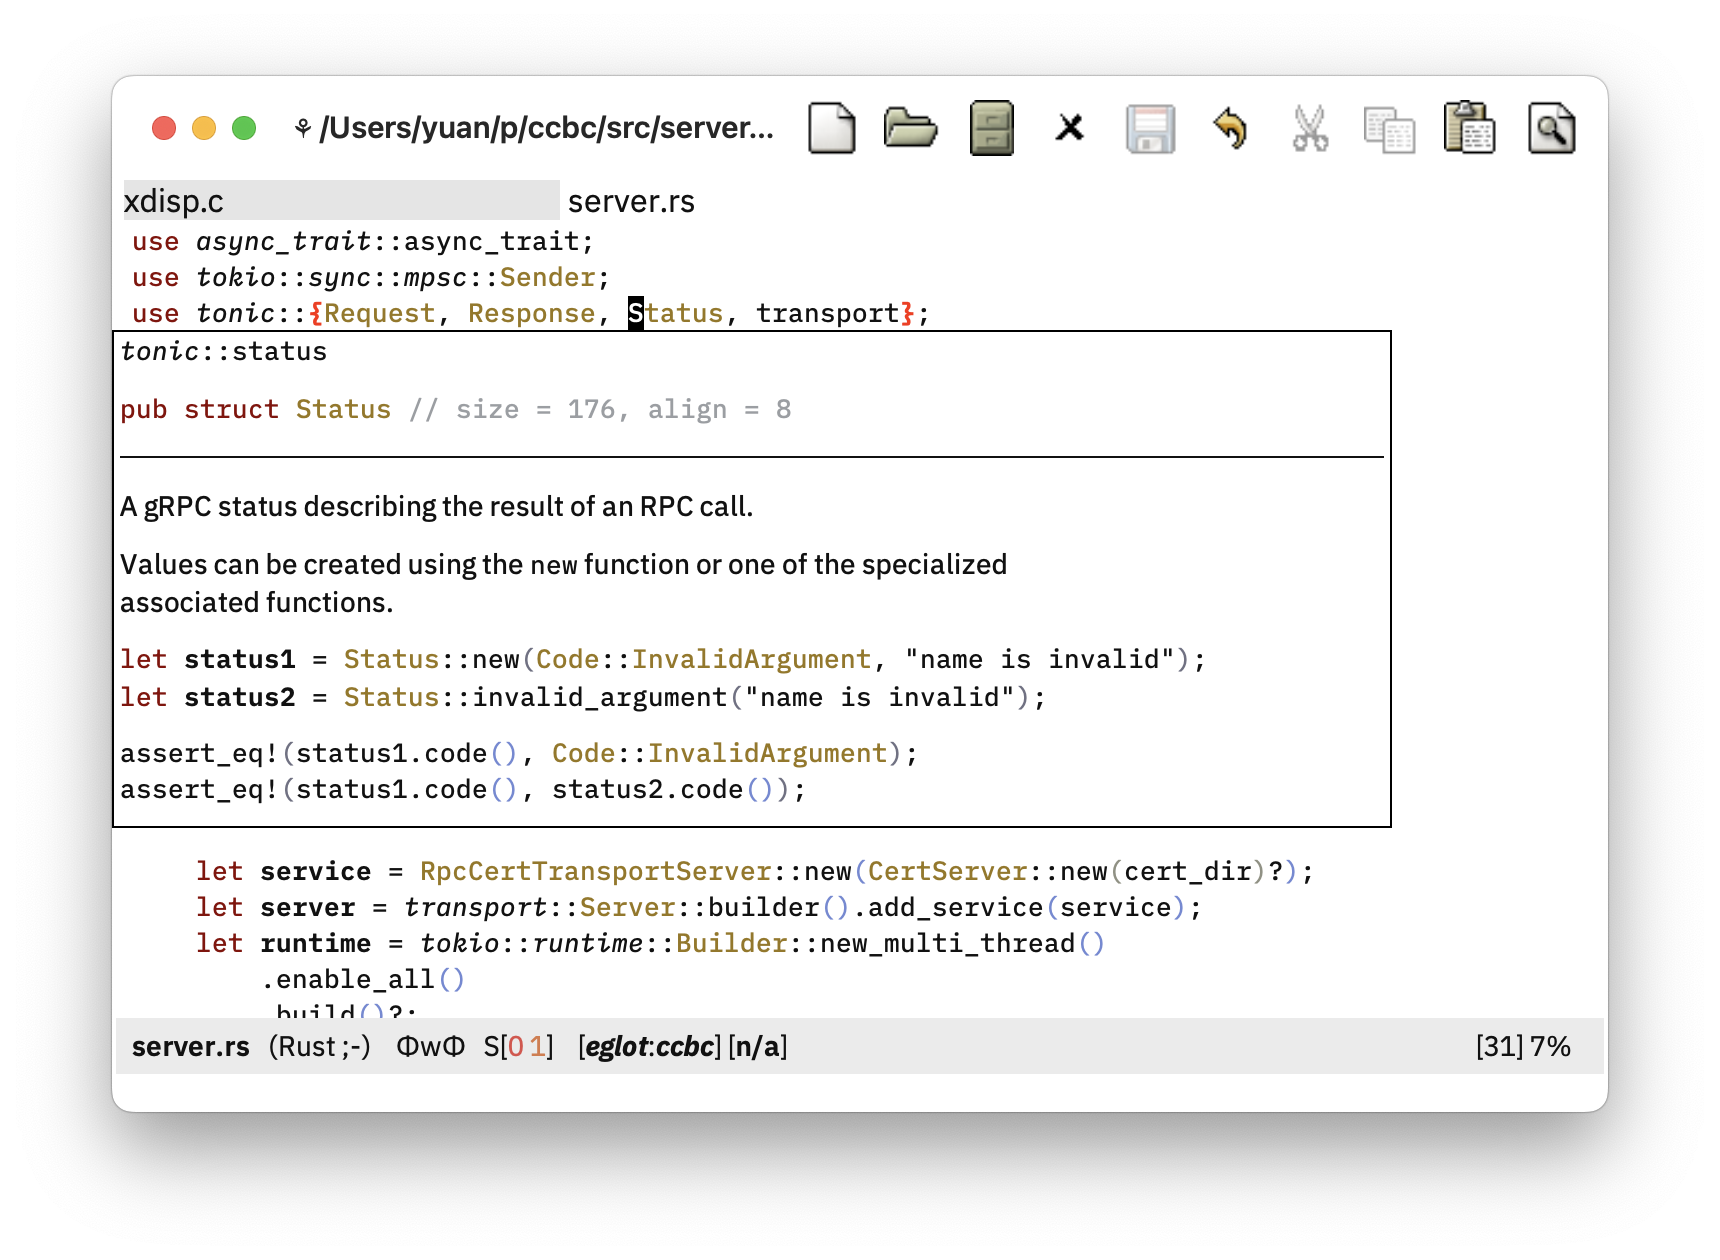 ⚘ /Users/yuan/p/ccbc/src/server...
xdisp.c server.rs
use async_trait::async_trait;
use tokio::sync::mpsc::Sender;
use tonic::{Request, Response, Status, transport};
tonic::status
pub struct Status // size = 176, align = 8
A gRPC status describing the result of an RPC call.
Values can be created using the new function or one of the specialized
associated functions.
let status1 = Status::new(Code::InvalidArgument, "name is invalid");
let status2 = Status::invalid_argument("name is invalid");
assert_eq!(status1.code(), Code::InvalidArgument);
assert_eq!(status1.code(), status2.code());
let service = RpcCertTransportServer::new(CertServer::new(cert_dir)?);
let server = transport::Server::builder().add_service(service);
let runtime = tokio::runtime::Builder::new_multi_thread()
.enable_all()
.build()?;
server.rs (Rust ;-) ΦwΦ S[0 1] [eglot:ccbc] [n/a] [31] 7%